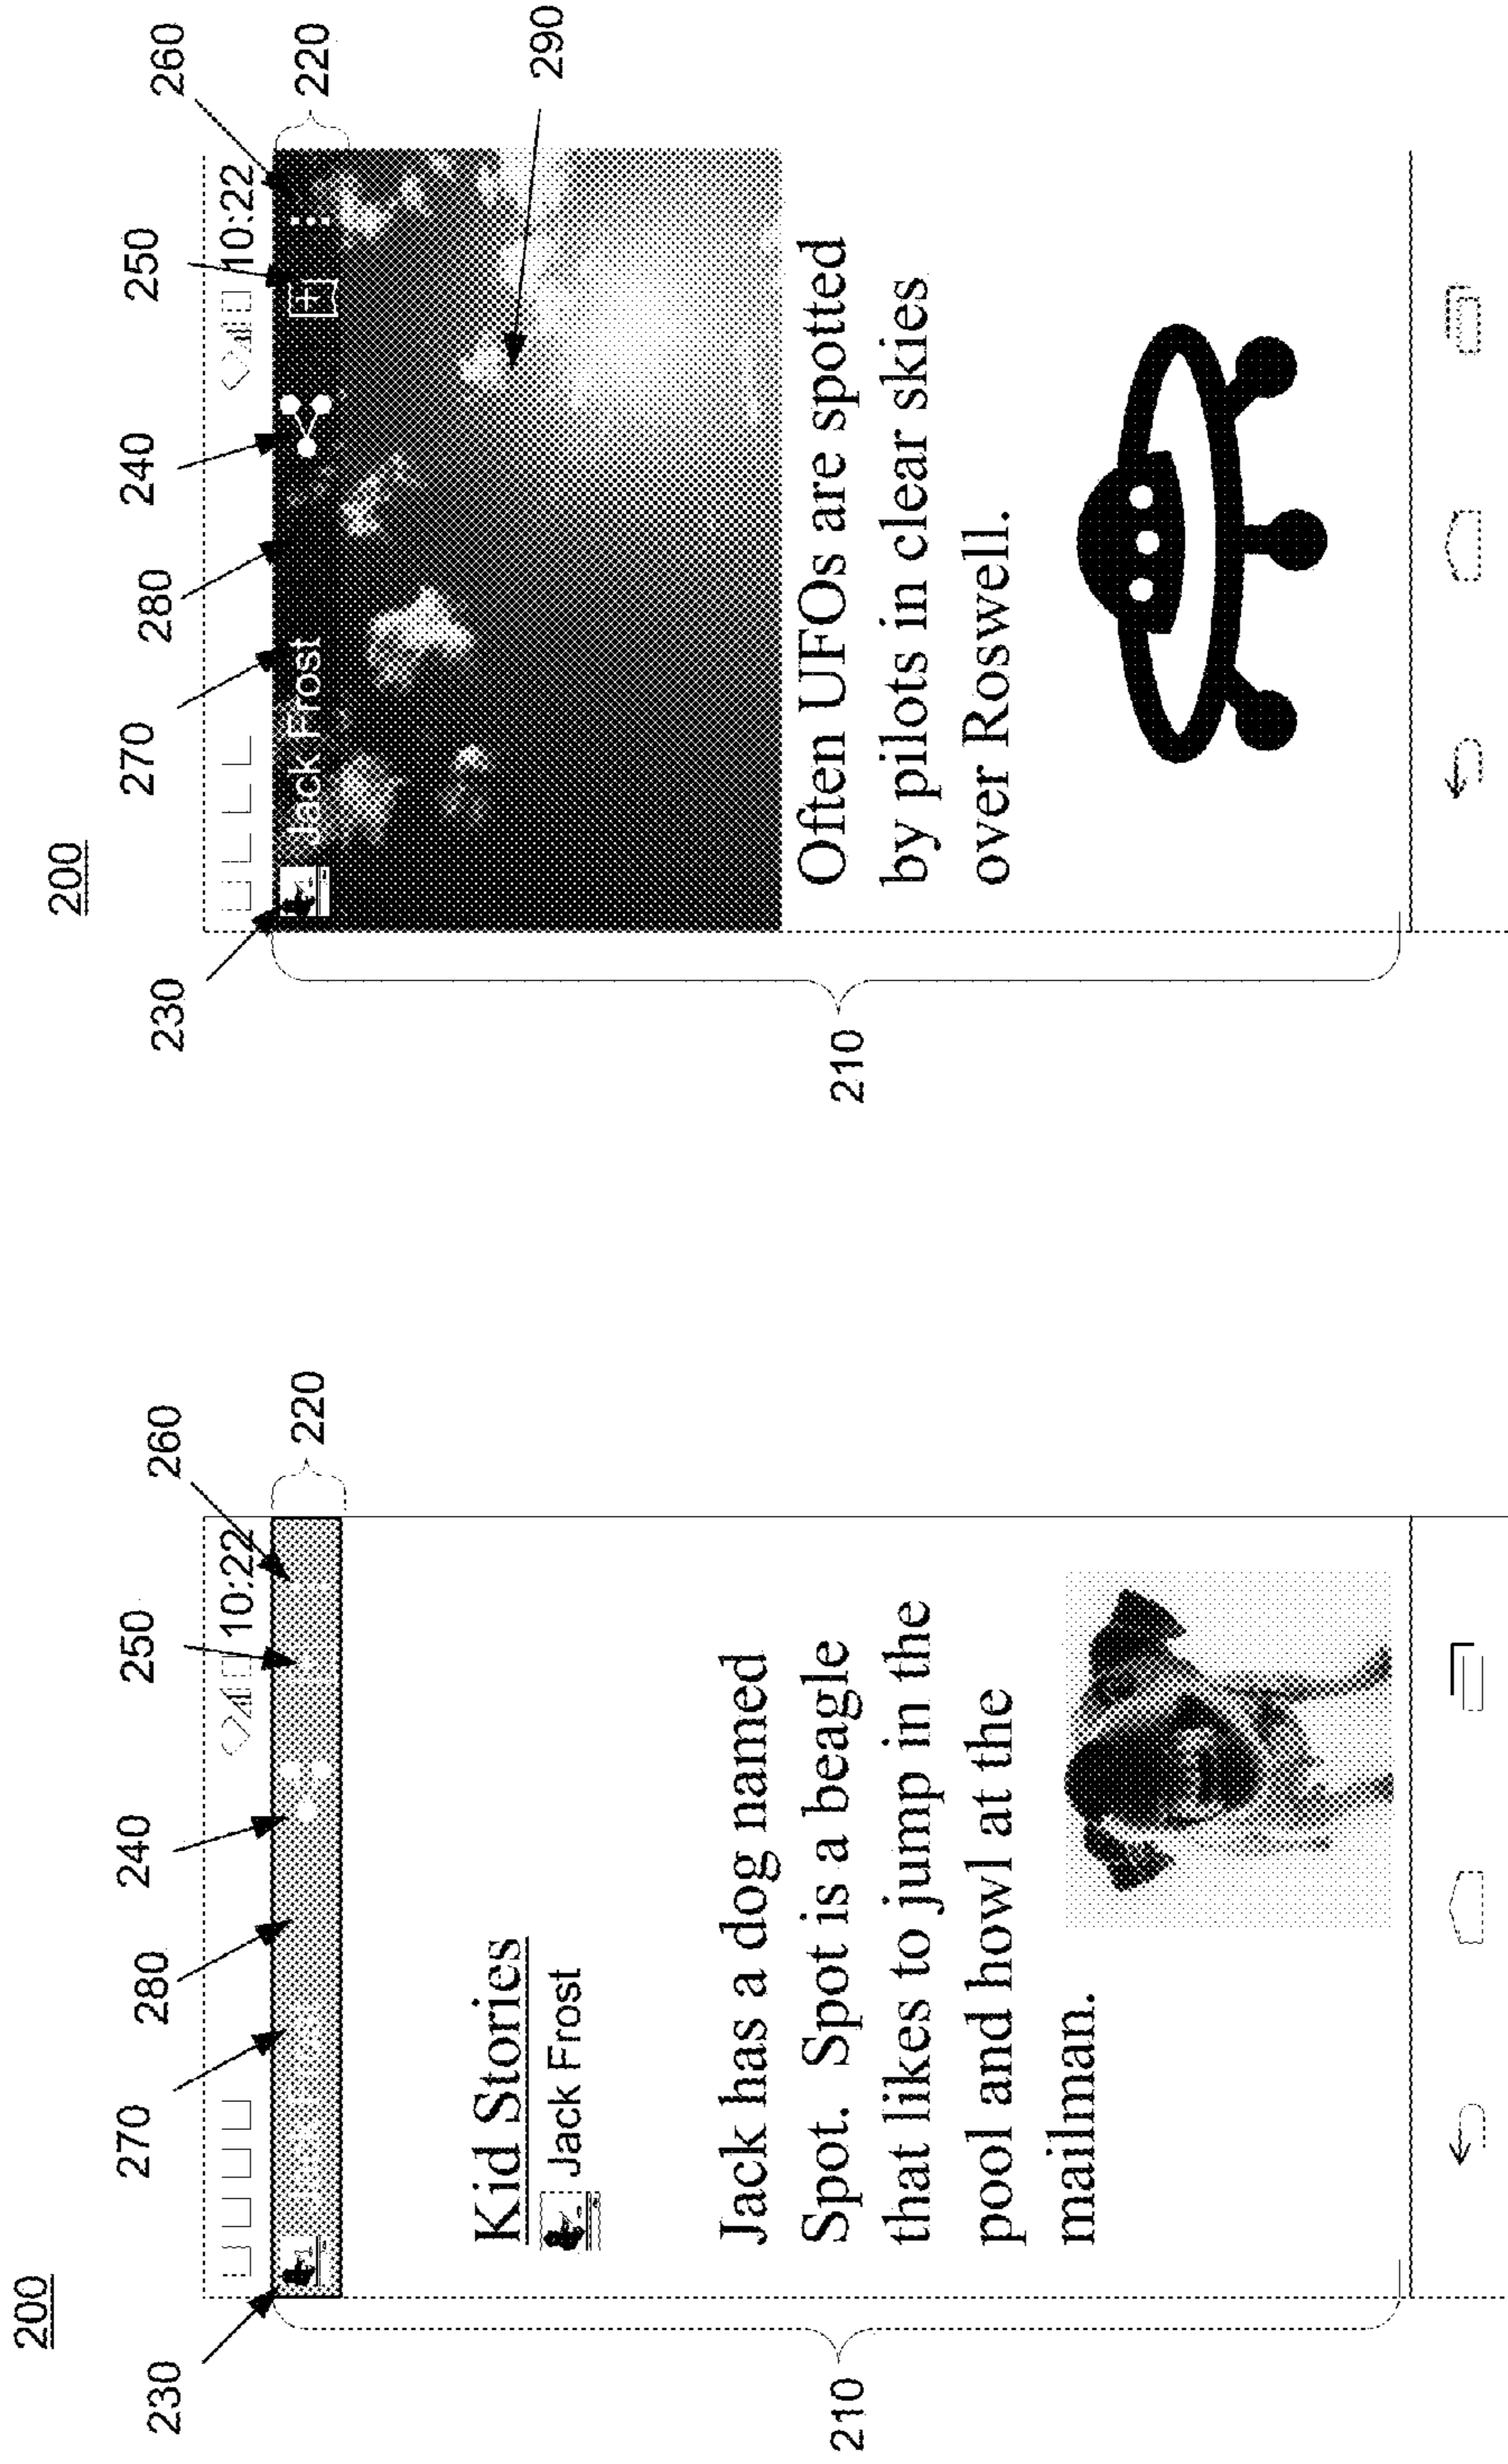 200
230
270
280
240
250
260
10:22
220
Kid Stories
Jack Frost
Jack has a dog named
Spot. Spot is a beagle
that likes to jump in the
pool and howl at the
mailman.
210
200
230
270
280
240
250
260
10:22
220
Jack Frost
290
Often UFOs are spotted
by pilots in clear skies
over Roswell.
210